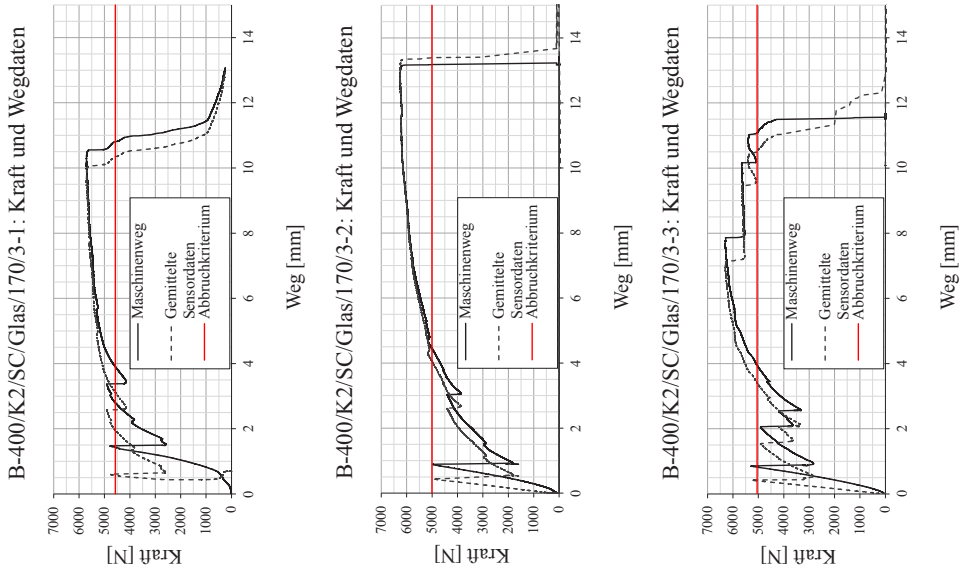 B-400/K2/SC/Glas/170/3-1: Kraft und Wegdaten
7000
6000
5000
4000
3000
2000
1000
0
Kraft [N]
Maschinenweg
Gemittelte
Sensordaten
Abbruchkriterium
0 2 4 6 8 10 12 14
Weg [mm]
B-400/K2/SC/Glas/170/3-2: Kraft und Wegdaten
7000
6000
5000
4000
3000
2000
1000
0
Kraft [N]
Maschinenweg
Gemittelte
Sensordaten
Abbruchkriterium
0 2 4 6 8 10 12 14
Weg [mm]
B-400/K2/SC/Glas/170/3-3: Kraft und Wegdaten
7000
6000
5000
4000
3000
2000
1000
0
Kraft [N]
Maschinenweg
Gemittelte
Sensordaten
Abbruchkriterium
0 2 4 6 8 10 12 14
Weg [mm]